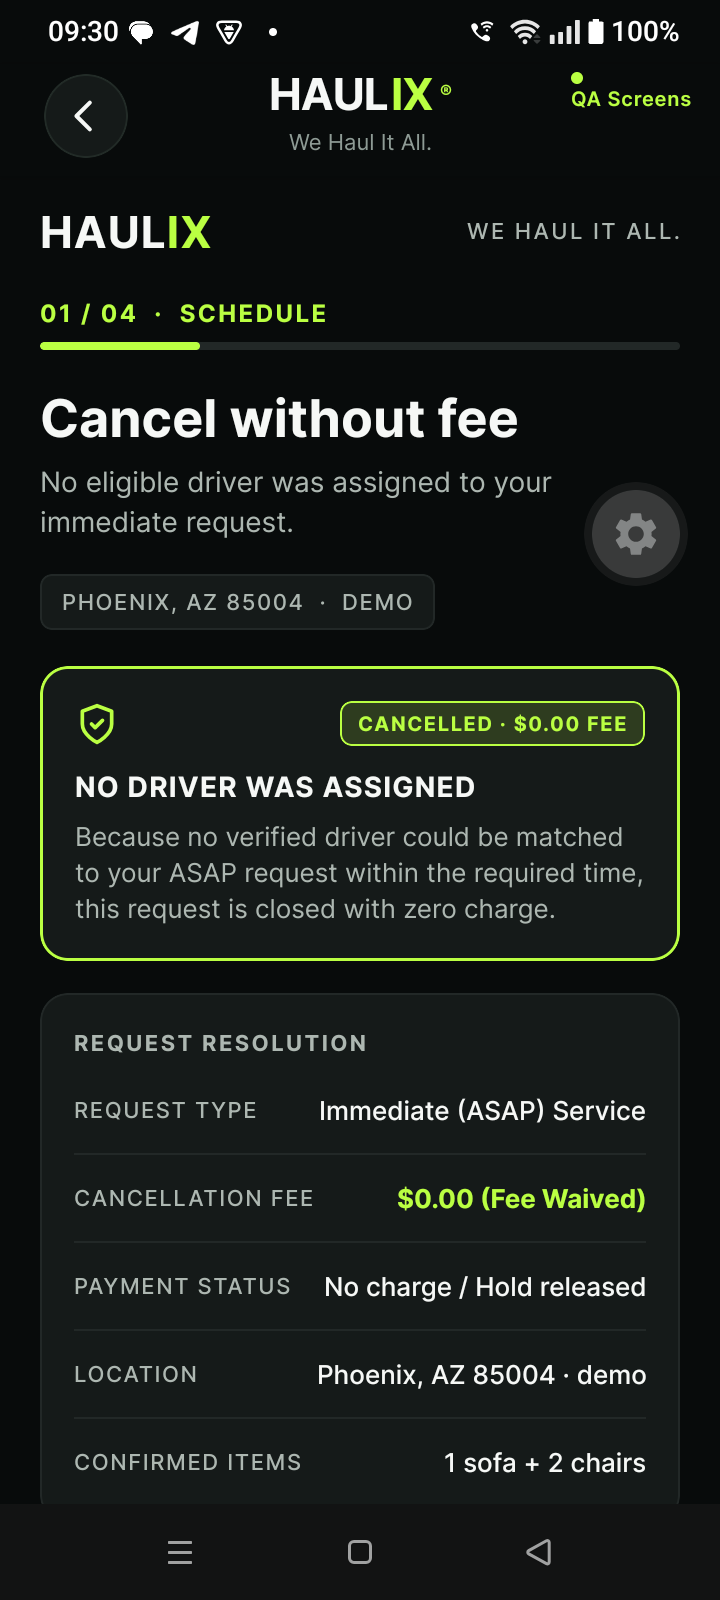 09:30 100%
HAULIX ®
QA Screens
We Haul It All.
HAULIX WE HAUL IT ALL.
01 / 04 · SCHEDULE
Cancel without fee
No eligible driver was assigned to your
immediate request.
PHOENIX, AZ 85004 · DEMO
CANCELLED · $0.00 FEE
NO DRIVER WAS ASSIGNED
Because no verified driver could be matched
to your ASAP request within the required time,
this request is closed with zero charge.
REQUEST RESOLUTION
REQUEST TYPE Immediate (ASAP) Service
CANCELLATION FEE $0.00 (Fee Waived)
PAYMENT STATUS No charge / Hold released
LOCATION Phoenix, AZ 85004 · demo
CONFIRMED ITEMS 1 sofa + 2 chairs